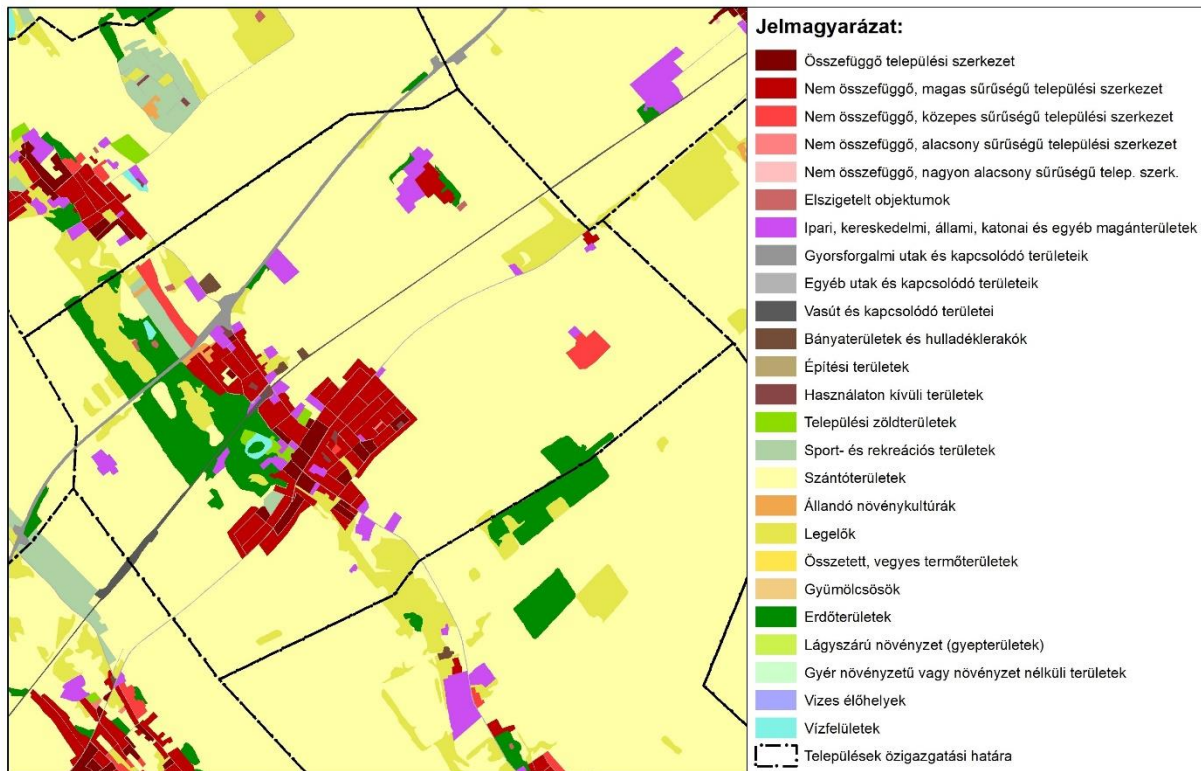 Jelmagyarázat:
Összefüggő települési szerkezet
Nem összefüggő, magas sűrűségű települési szerkezet
Nem összefüggő, közepes sűrűségű települési szerkezet
Nem összefüggő, alacsony sűrűségű települési szerkezet
Nem összefüggő, nagyon alacsony sűrűségű telep. szerk.
Elszigetelt objektumok
Ipari, kereskedelmi, állami, katonai és egyéb magánterületek
Gyorsforgalmi utak és kapcsolódó területeik
Egyéb utak és kapcsolódó területeik
Vasút és kapcsolódó területei
Bányaterületek és hulladéklerakók
Építési területek
Használaton kívüli területek
Települési zöldterületek
Sport- és rekreációs területek
Szántóterületek
Állandó növénykultúrák
Legelők
Összetett, vegyes termőterületek
Gyümölcsösök
Erdőterületek
Lágyszárú növényzet (gyepterületek)
Gyér növényzetű vagy növényzet nélküli területek
Vizes élőhelyek
Vízfelületek
Települések özigazgatási határa